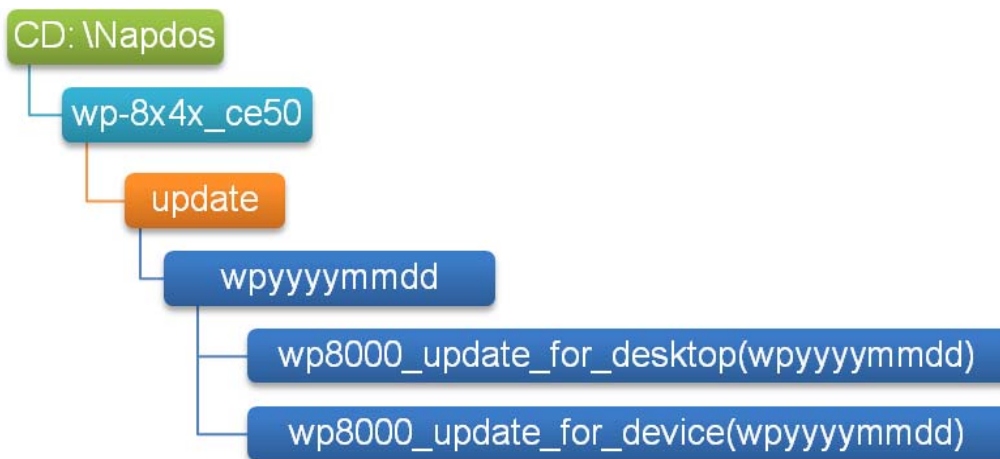 CD: \Napdos
wp-8x4x_ce50
update
wpyyyymmdd
wp8000_update_for_desktop(wpyyyymmdd)
wp8000_update_for_device(wpyyyymmdd)